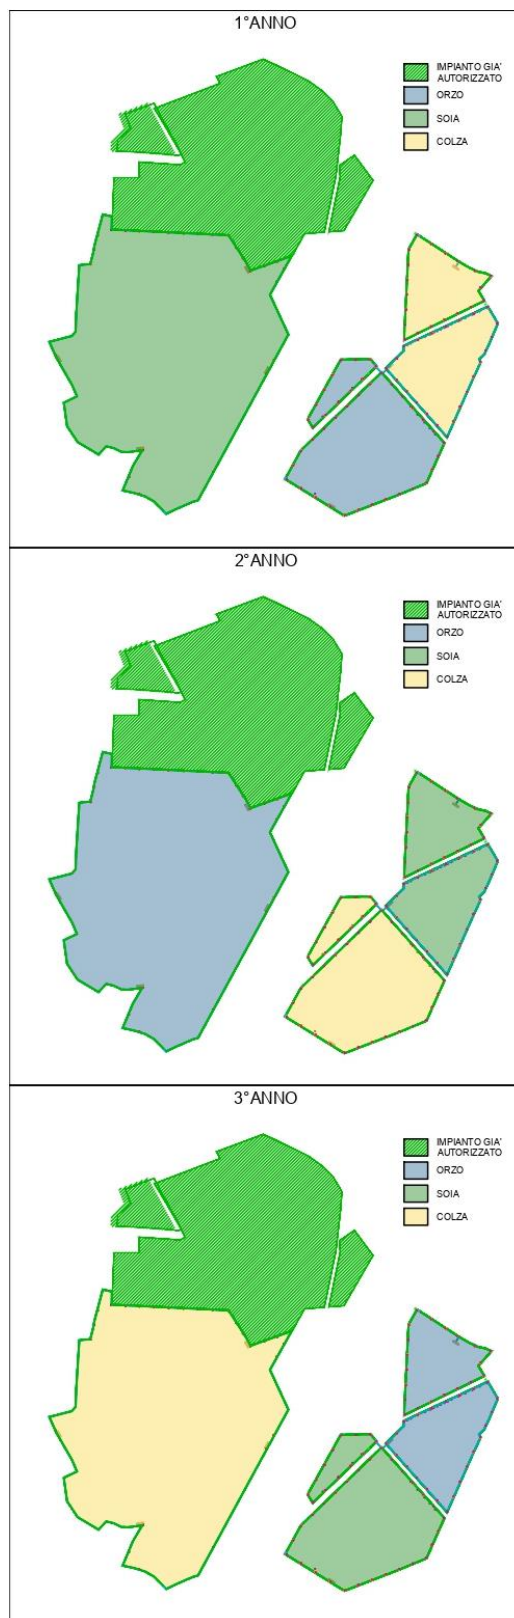 1°ANNO
IMPIANTO GIA'
AUTORIZZATO
ORZO
SOIA
COLZA
2°ANNO
IMPIANTO GIA'
AUTORIZZATO
ORZO
SOIA
COLZA
3°ANNO
IMPIANTO GIA'
AUTORIZZATO
ORZO
SOIA
COLZA